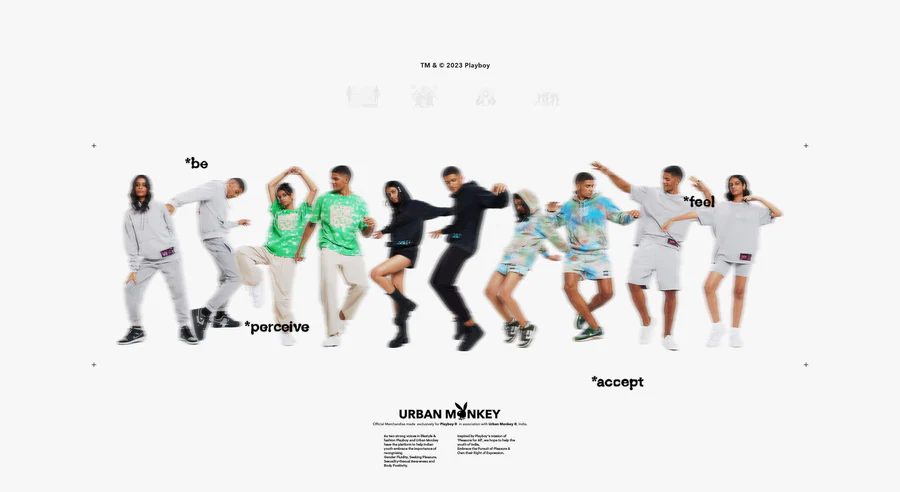 TM & © 2023 Playboy
*be
*feel
*perceive
*accept
URBAN MONKEY
Official Merchandise made exclusively for Playboy ® in association with Urban Monkey ®, India.
As two strong voices in lifestyle &
fashion Playboy and Urban Monkey
have the platform to help Indian
youth embrace the importance of
recognising
Gender Fluidity, Seeking Pleasure,
Sexuality+Sexual Awareness and
Body Positivity.
Inspired by Playboy's mission of
'Pleasure for All', we hope to help the
youth of India,
Embrace the Pursuit of Pleasure &
Own their Right of Expression.